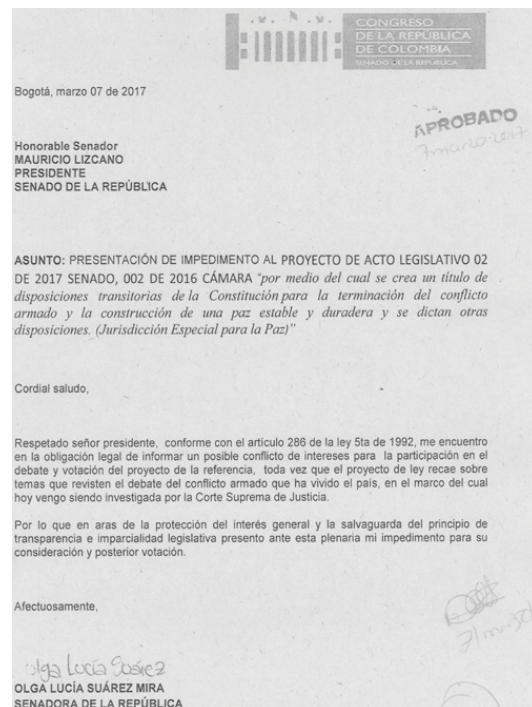 CONGRESO
DE LA REPÚBLICA
DE COLOMBIA
SENADO DE LA REPÚBLICA
Bogotá, marzo 07 de 2017
APROBADO
7 marzo-2017
Honorable Senador
MAURICIO LIZCANO
PRESIDENTE
SENADO DE LA REPÚBLICA
ASUNTO: PRESENTACIÓN DE IMPEDIMENTO AL PROYECTO DE ACTO LEGISLATIVO 02
DE 2017 SENADO, 002 DE 2016 CÁMARA "por medio del cual se crea un título de
disposiciones transitorias de la Constitución para la terminación del conflicto
armado y la construcción de una paz estable y duradera y se dictan otras
disposiciones. (Jurisdicción Especial para la Paz)"
Cordial saludo,
Respetado señor presidente, conforme con el articulo 286 de la ley 5ta de 1992, me encuentro
en la obligación legal de informar un posible conflicto de intereses para la participación en el
debate y votación del proyecto de la referencia, toda vez que el proyecto de ley recae sobre
temas que revisten el debate del conflicto armado que ha vivido el país, en el marco del cual
hoy vengo siendo investigada por la Corte Suprema de Justicia.
Por lo que en aras de la protección del interés general y la salvaguarda del principio de
transparencia e imparcialidad legislativa presento ante esta plenaria mi impedimento para su
consideración y posterior votación.
Afectuosamente,
Olga Lucía Suárez
OLGA LUCÍA SUÁREZ MIRA
SENADORA DE LA REPÚBLICA